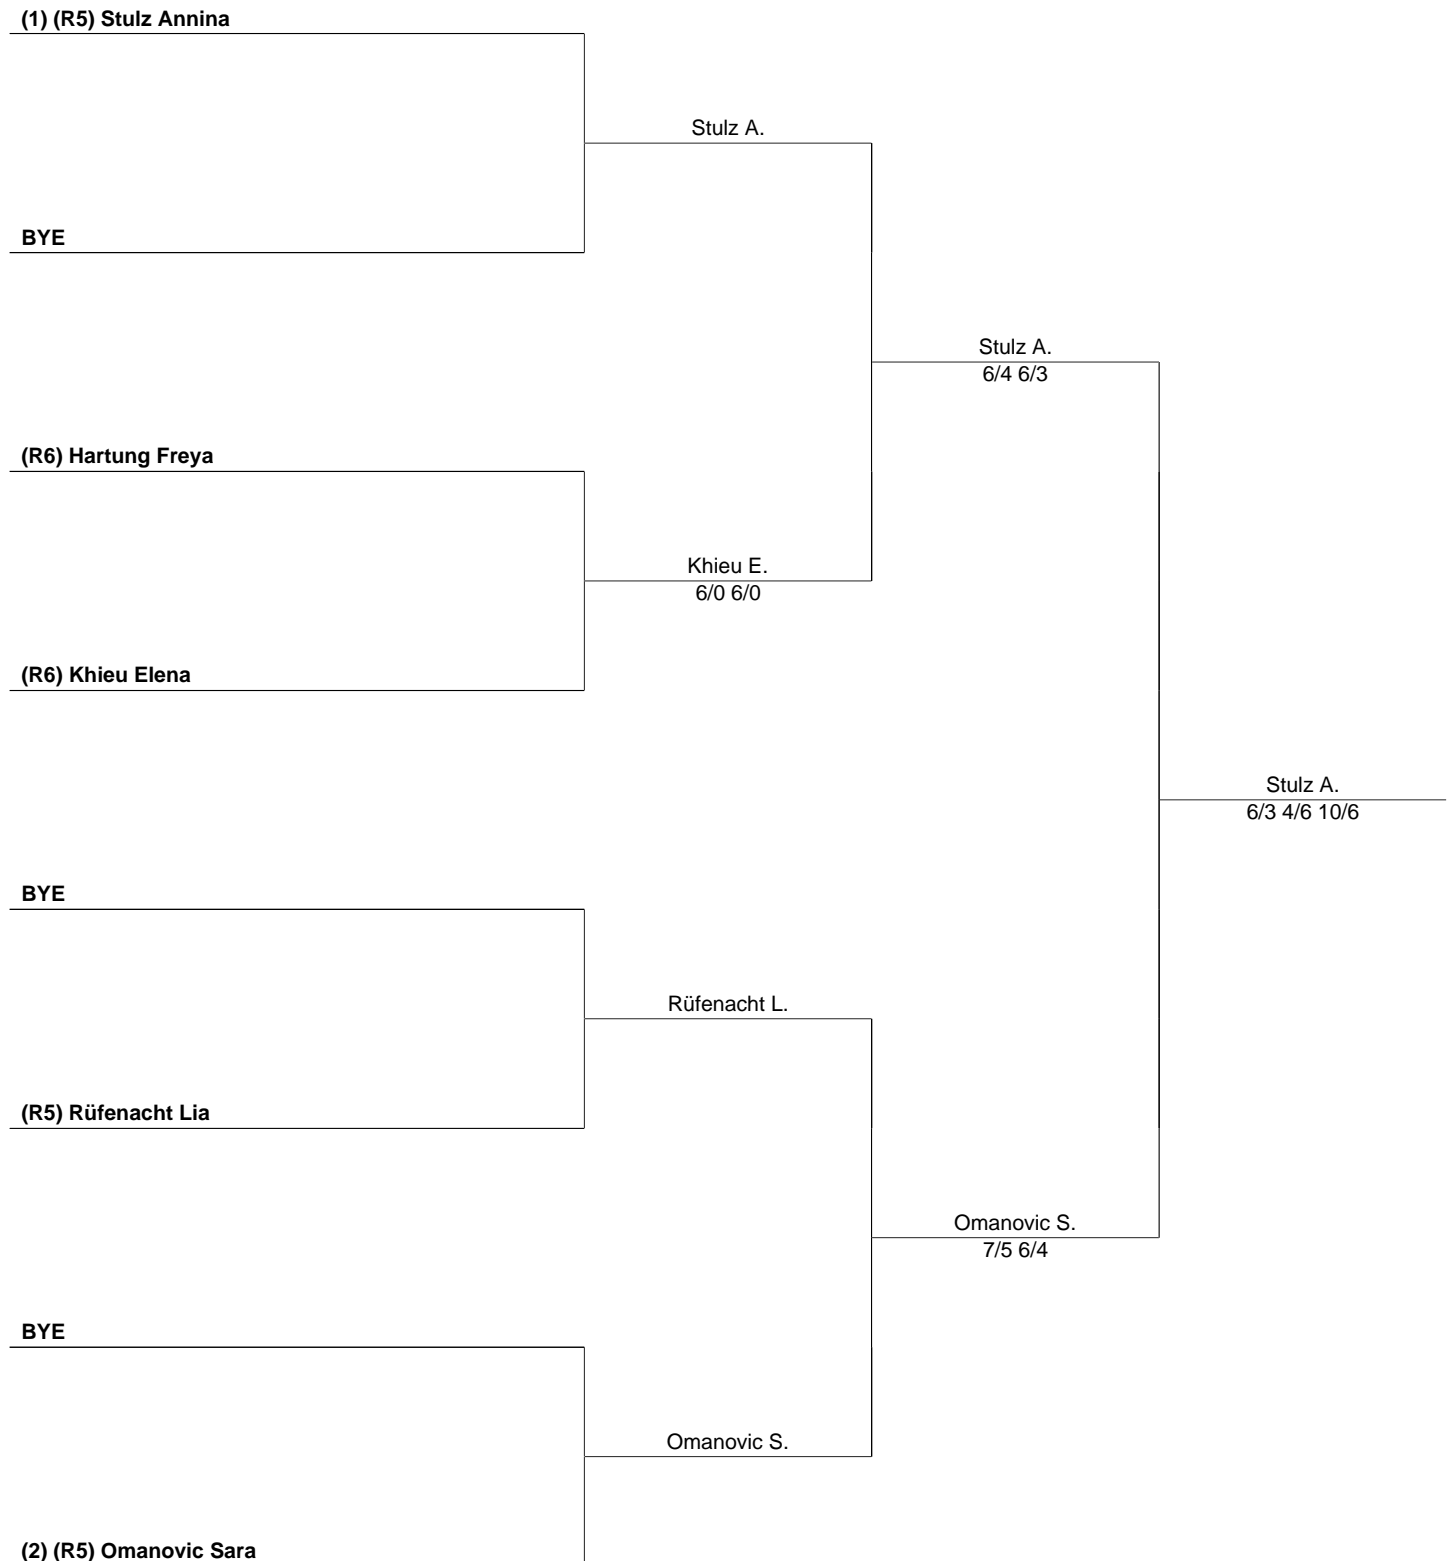 (1) (R5) Stulz Annina
Stulz A.
BYE
Stulz A.
6/4 6/3
(R6) Hartung Freya
Khieu E.
6/0 6/0
(R6) Khieu Elena
Stulz A.
6/3 4/6 10/6
BYE
Rüfenacht L.
(R5) Rüfenacht Lia
Omanovic S.
7/5 6/4
BYE
Omanovic S.
(2) (R5) Omanovic Sara